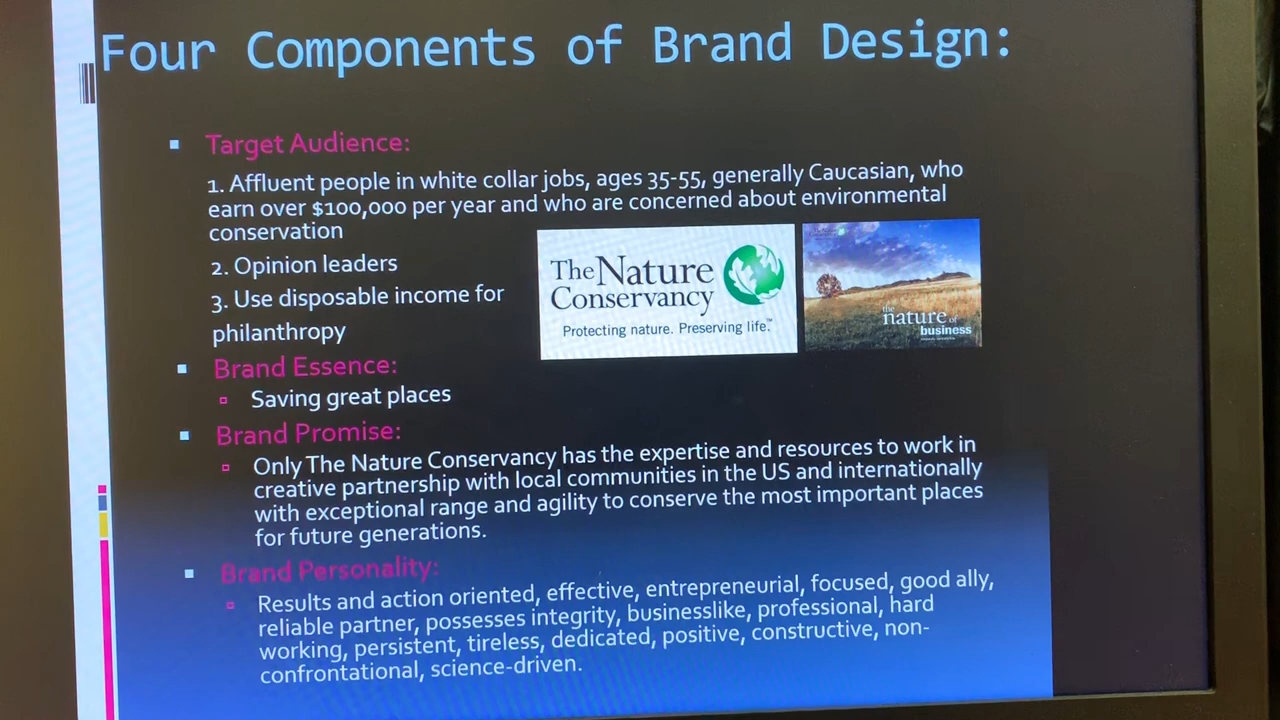 Four Components of Brand Design:
Target Audience:
1. Affluent people in white collar jobs, ages 35-55, generally Caucasian, who
earn over $100,000 per year and who are concerned about environmental
conservation
2. Opinion leaders
3. Use disposable income for
philanthropy
The Nature
Conservancy
Protecting nature. Preserving life.™
the
nature of
business
Brand Essence:
Saving great places
Brand Promise:
Only The Nature Conservancy has the expertise and resources to work in
creative partnership with local communities in the US and internationally
with exceptional range and agility to conserve the most important places
for future generations.
Brand Personality:
Results and action oriented, effective, entrepreneurial, focused, good ally,
reliable partner, possesses integrity, businesslike, professional, hard
working, persistent, tireless, dedicated, positive, constructive, non-
confrontational, science-driven.